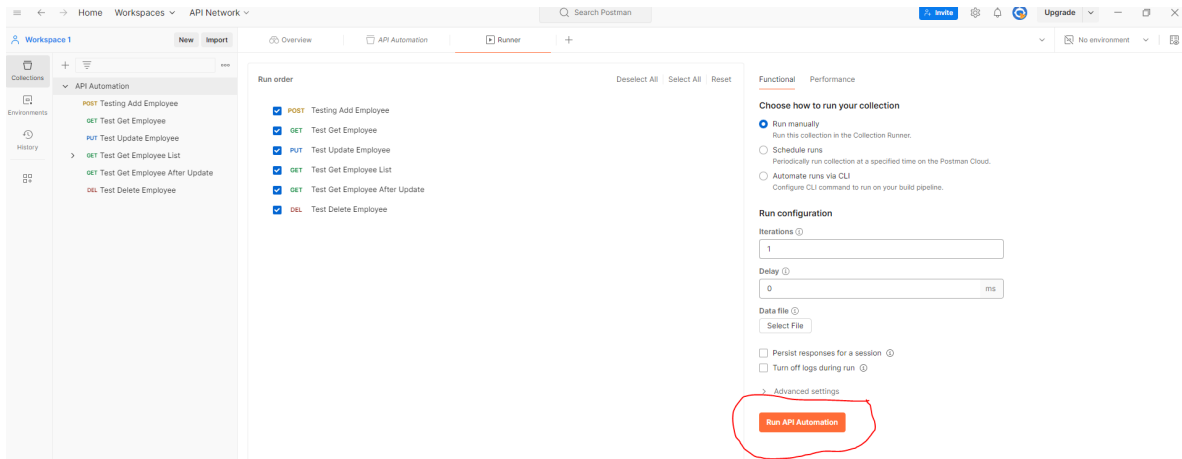 Home Workspaces API Network Search Postman Invite Upgrade
Workspace 1 New Import Overview API Automation Runner No environment
Collections
Environments
History
API Automation
POST Testing Add Employee
GET Test Get Employee
PUT Test Update Employee
GET Test Get Employee List
GET Test Get Employee After Update
DEL Test Delete Employee
Run order Deselect All Select All Reset
POST Testing Add Employee
GET Test Get Employee
PUT Test Update Employee
GET Test Get Employee List
GET Test Get Employee After Update
DEL Test Delete Employee
Functional Performance
Choose how to run your collection
Run manually
Run this collection in the Collection Runner.
Schedule runs
Periodically run collection at a specified time on the Postman Cloud.
Automate runs via CLI
Configure CLI command to run on your build pipeline.
Run configuration
Iterations
1
Delay
0 ms
Data file
Select File
Persist responses for a session
Turn off logs during run
Advanced settings
Run API Automation